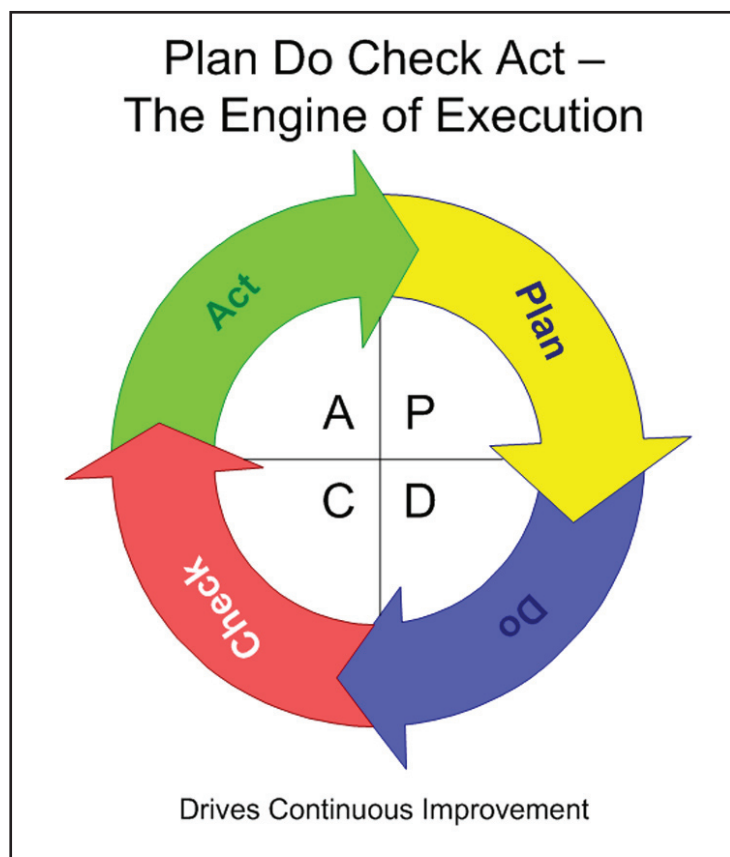 Plan Do Check Act –
The Engine of Execution
Act
Plan
A P
C D
Check
Do
Drives Continuous Improvement